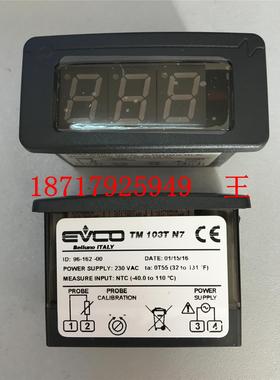 18717925949 王
EVCO TM 103T N7
Belluno ITALY
CE
ID: 96-162 -00 DATE: 01/15/16
POWER SUPPLY: 230 VAC ta: 0T55 (32 to 131 °F)
MEASURE INPUT: NTC (-40.0 to 110 °C)
PROBE PROBE CALIBRATION POWER SUPPLY
1 2 3 4